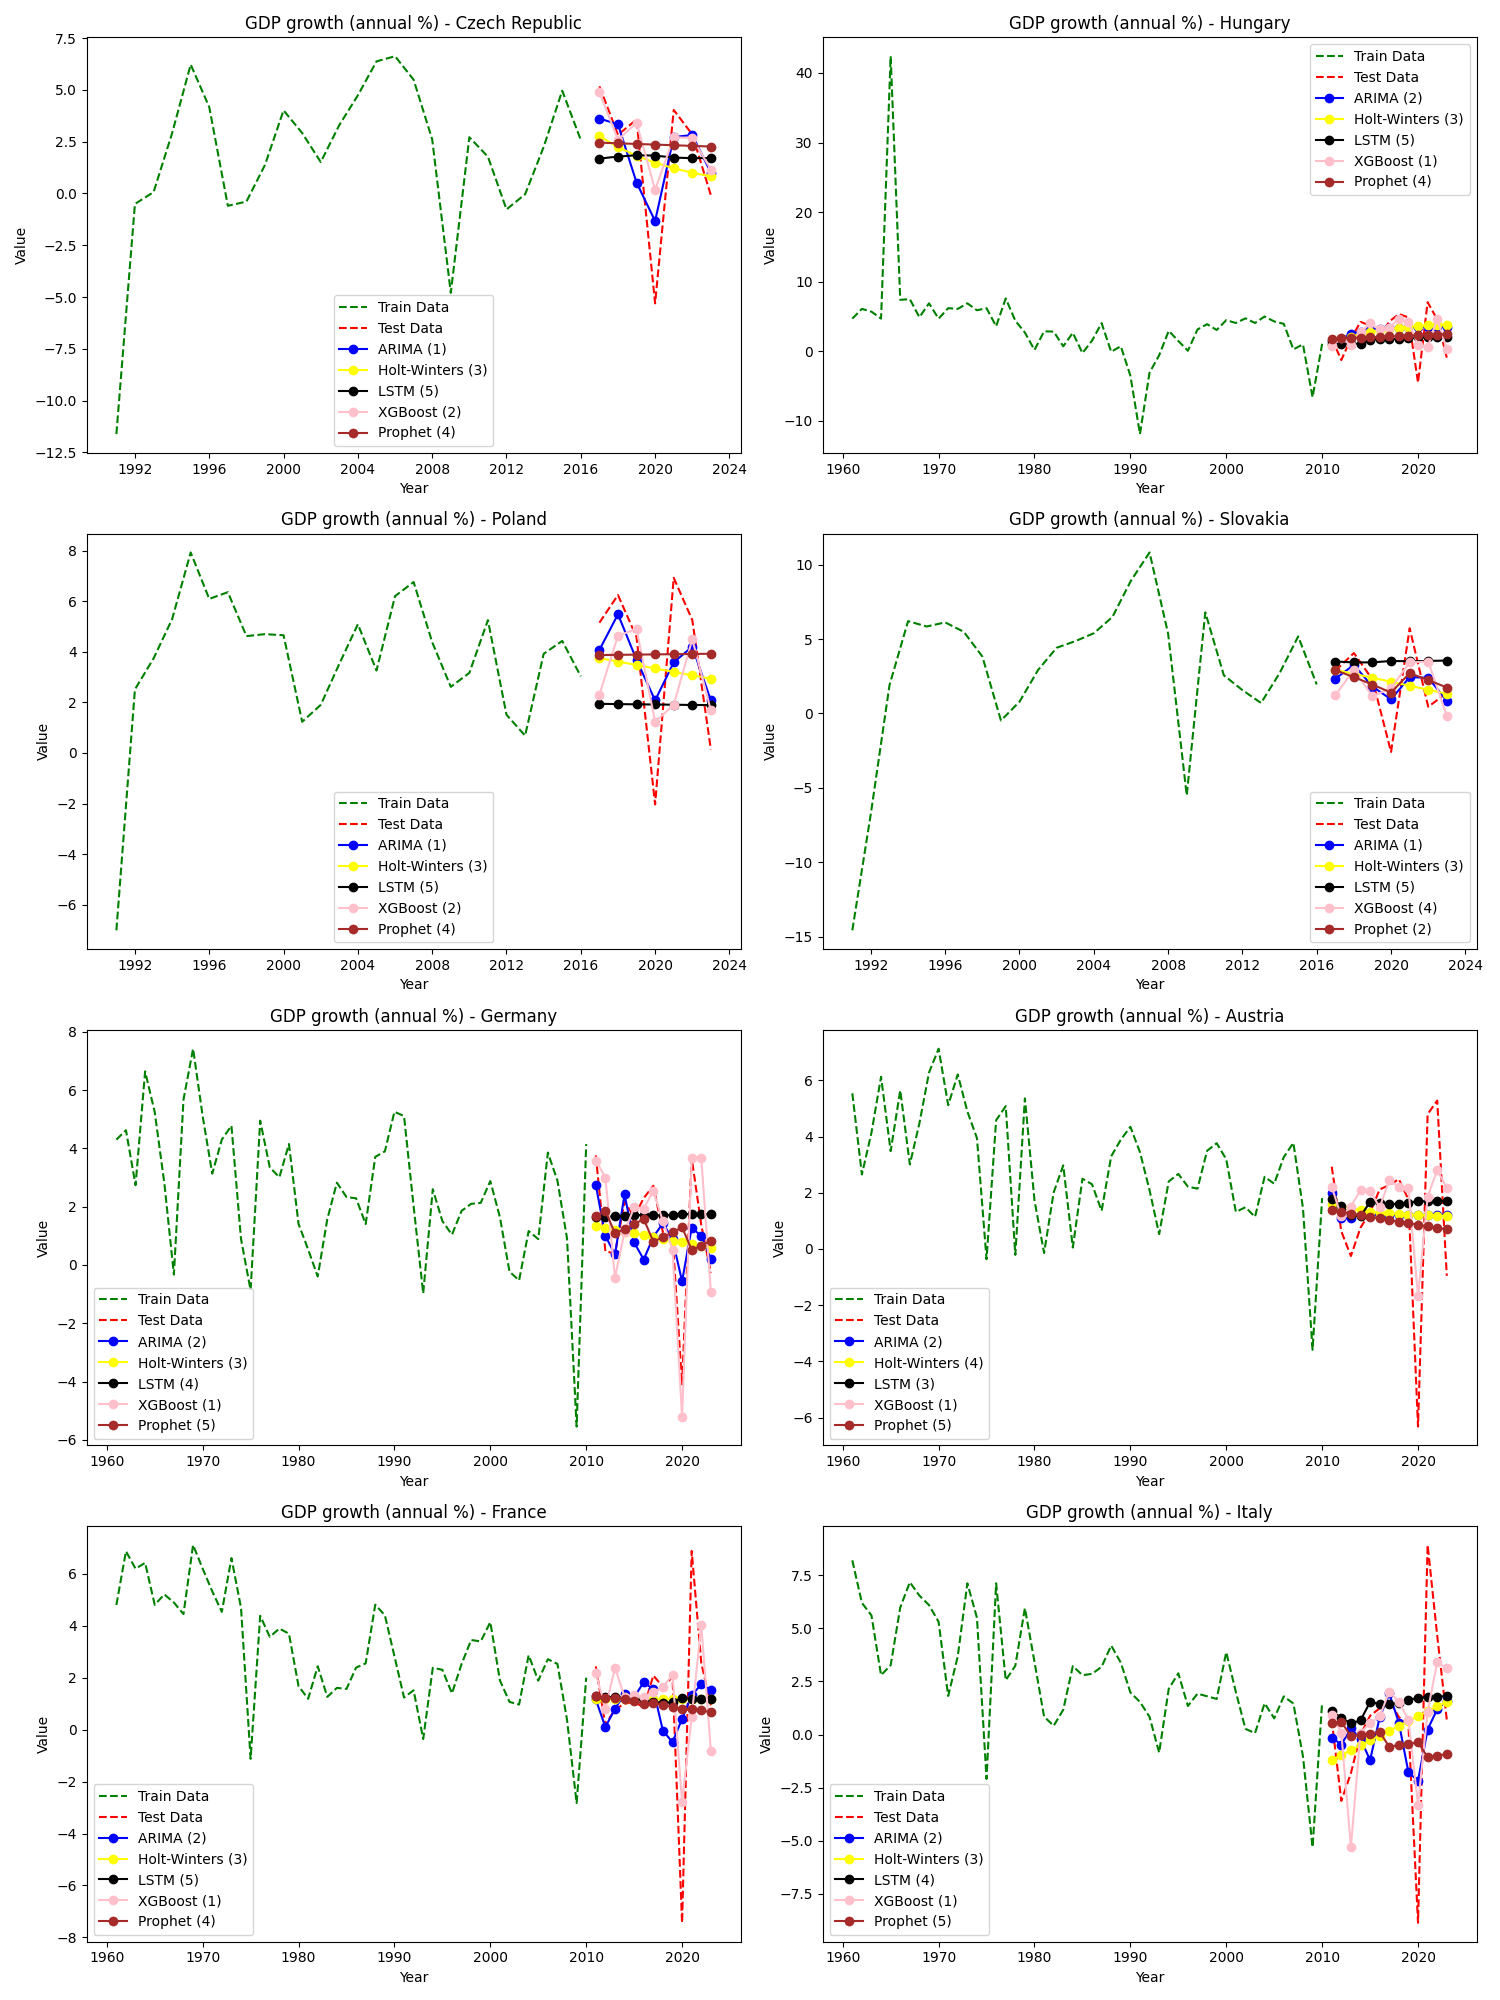 GDP growth (annual %) - Czech Republic
7.5
5.0
2.5
0.0
−2.5
−5.0
−7.5
−10.0
−12.5
Value
Train Data
Test Data
ARIMA (1)
Holt-Winters (3)
LSTM (5)
XGBoost (2)
Prophet (4)
1992 1996 2000 2004 2008 2012 2016 2020 2024
Year
GDP growth (annual %) - Hungary
40
30
20
10
0
−10
Value
Train Data
Test Data
ARIMA (2)
Holt-Winters (3)
LSTM (5)
XGBoost (1)
Prophet (4)
1960 1970 1980 1990 2000 2010 2020
Year
GDP growth (annual %) - Poland
8
6
4
2
0
−2
−4
−6
Value
Train Data
Test Data
ARIMA (1)
Holt-Winters (3)
LSTM (5)
XGBoost (2)
Prophet (4)
1992 1996 2000 2004 2008 2012 2016 2020 2024
Year
GDP growth (annual %) - Slovakia
10
5
0
−5
−10
−15
Value
Train Data
Test Data
ARIMA (1)
Holt-Winters (3)
LSTM (5)
XGBoost (4)
Prophet (2)
1992 1996 2000 2004 2008 2012 2016 2020 2024
Year
GDP growth (annual %) - Germany
8
6
4
2
0
−2
−4
−6
Value
Train Data
Test Data
ARIMA (2)
Holt-Winters (3)
LSTM (4)
XGBoost (1)
Prophet (5)
1960 1970 1980 1990 2000 2010 2020
Year
GDP growth (annual %) - Austria
6
4
2
0
−2
−4
−6
Value
Train Data
Test Data
ARIMA (2)
Holt-Winters (4)
LSTM (3)
XGBoost (1)
Prophet (5)
1960 1970 1980 1990 2000 2010 2020
Year
GDP growth (annual %) - France
6
4
2
0
−2
−4
−6
−8
Value
Train Data
Test Data
ARIMA (2)
Holt-Winters (3)
LSTM (5)
XGBoost (1)
Prophet (4)
1960 1970 1980 1990 2000 2010 2020
Year
GDP growth (annual %) - Italy
7.5
5.0
2.5
0.0
−2.5
−5.0
−7.5
Value
Train Data
Test Data
ARIMA (2)
Holt-Winters (3)
LSTM (4)
XGBoost (1)
Prophet (5)
1960 1970 1980 1990 2000 2010 2020
Year